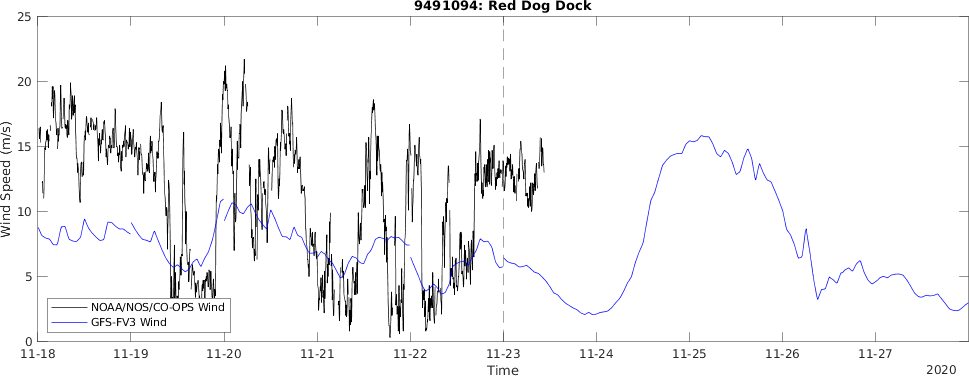 9491094: Red Dog Dock
Wind Speed (m/s)
25
20
15
10
5
0
NOAA/NOS/CO-OPS Wind
GFS-FV3 Wind
11-18 11-19 11-20 11-21 11-22 11-23 11-24 11-25 11-26 11-27
Time
2020